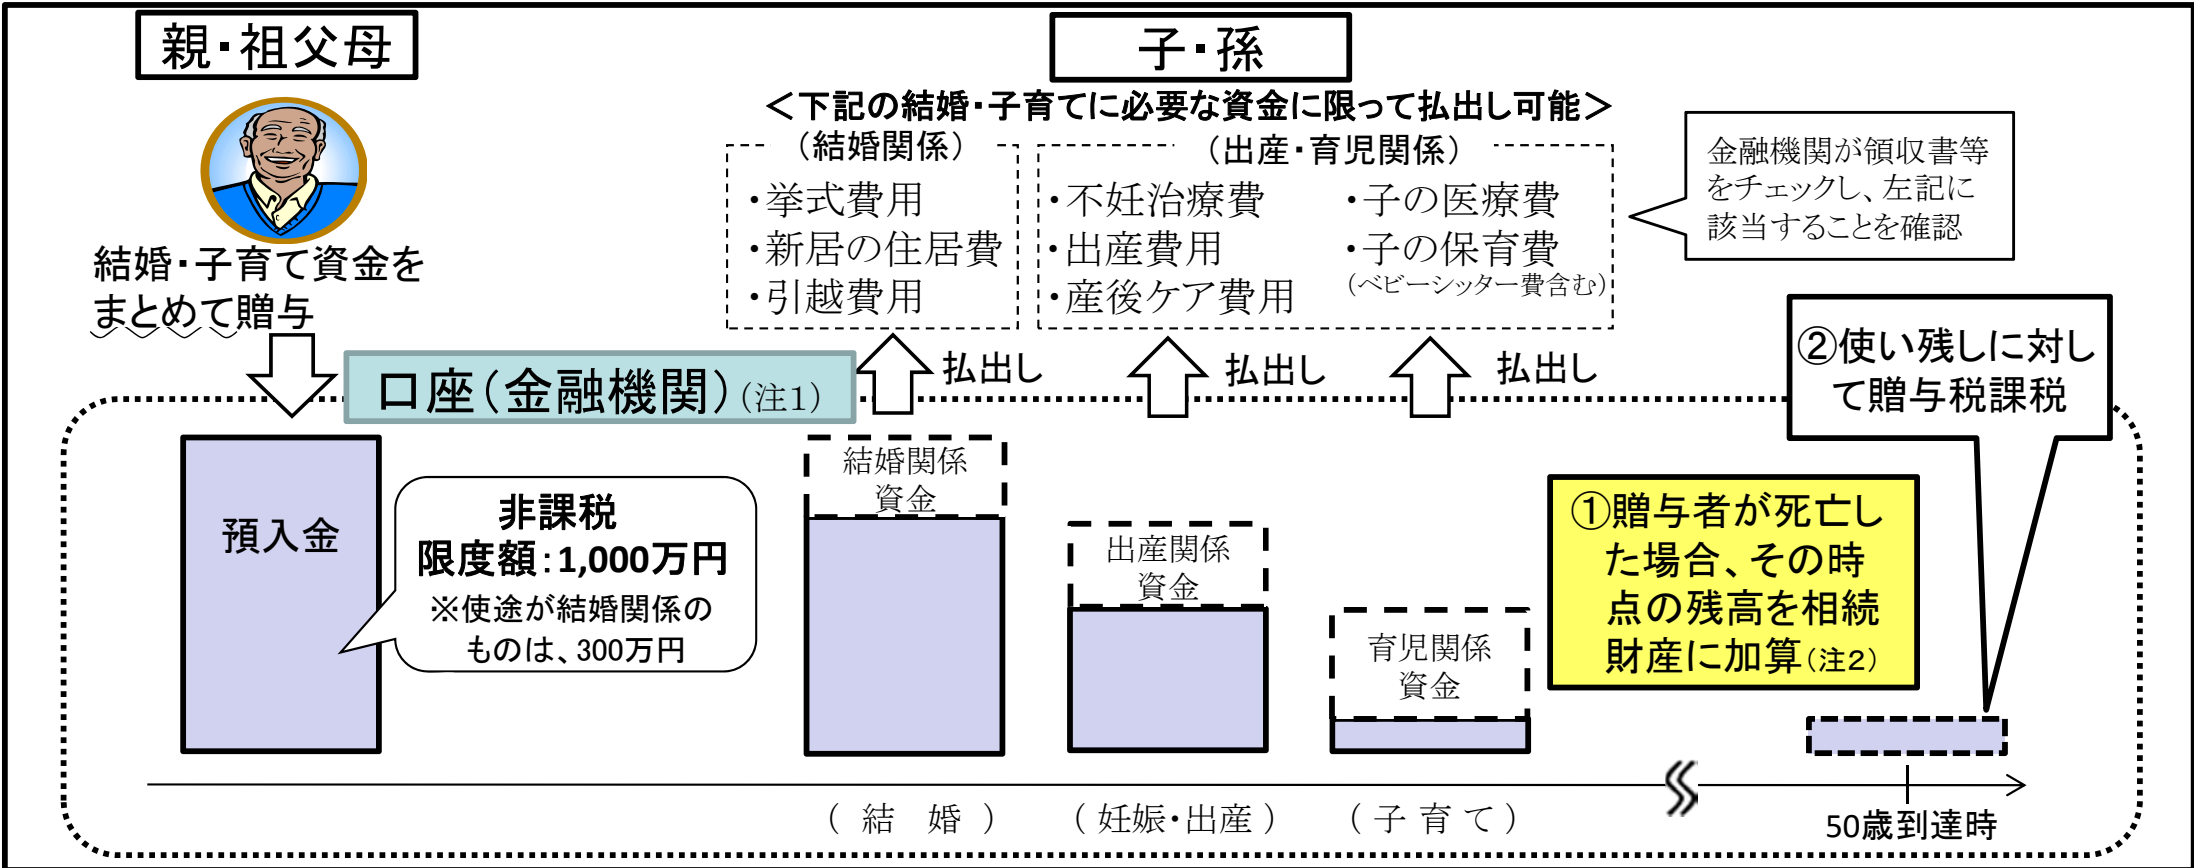 親・祖父母
結婚・子育て資金を
まとめて贈与
子・孫
＜下記の結婚・子育てに必要な資金に限って払出し可能＞
（結婚関係）
・挙式費用
・新居の住居費
・引越費用
（出産・育児関係）
・不妊治療費
・出産費用
・産後ケア費用
・子の医療費
・子の保育費
（ベビーシッター費含む）
金融機関が領収書等
をチェックし、左記に
該当することを確認
口座（金融機関）（注１）
払出し
払出し
払出し
②使い残しに対し
て贈与税課税
預入金
非課税
限度額：1,000万円
※使途が結婚関係の
ものは、300万円
結婚関係
資金
出産関係
資金
育児関係
資金
①贈与者が死亡し
た場合、その時
点の残高を相続
財産に加算（注２）
（ 結　婚 ）
（ 妊娠・出産 ）
（ 子 育 て ）
50歳到達時